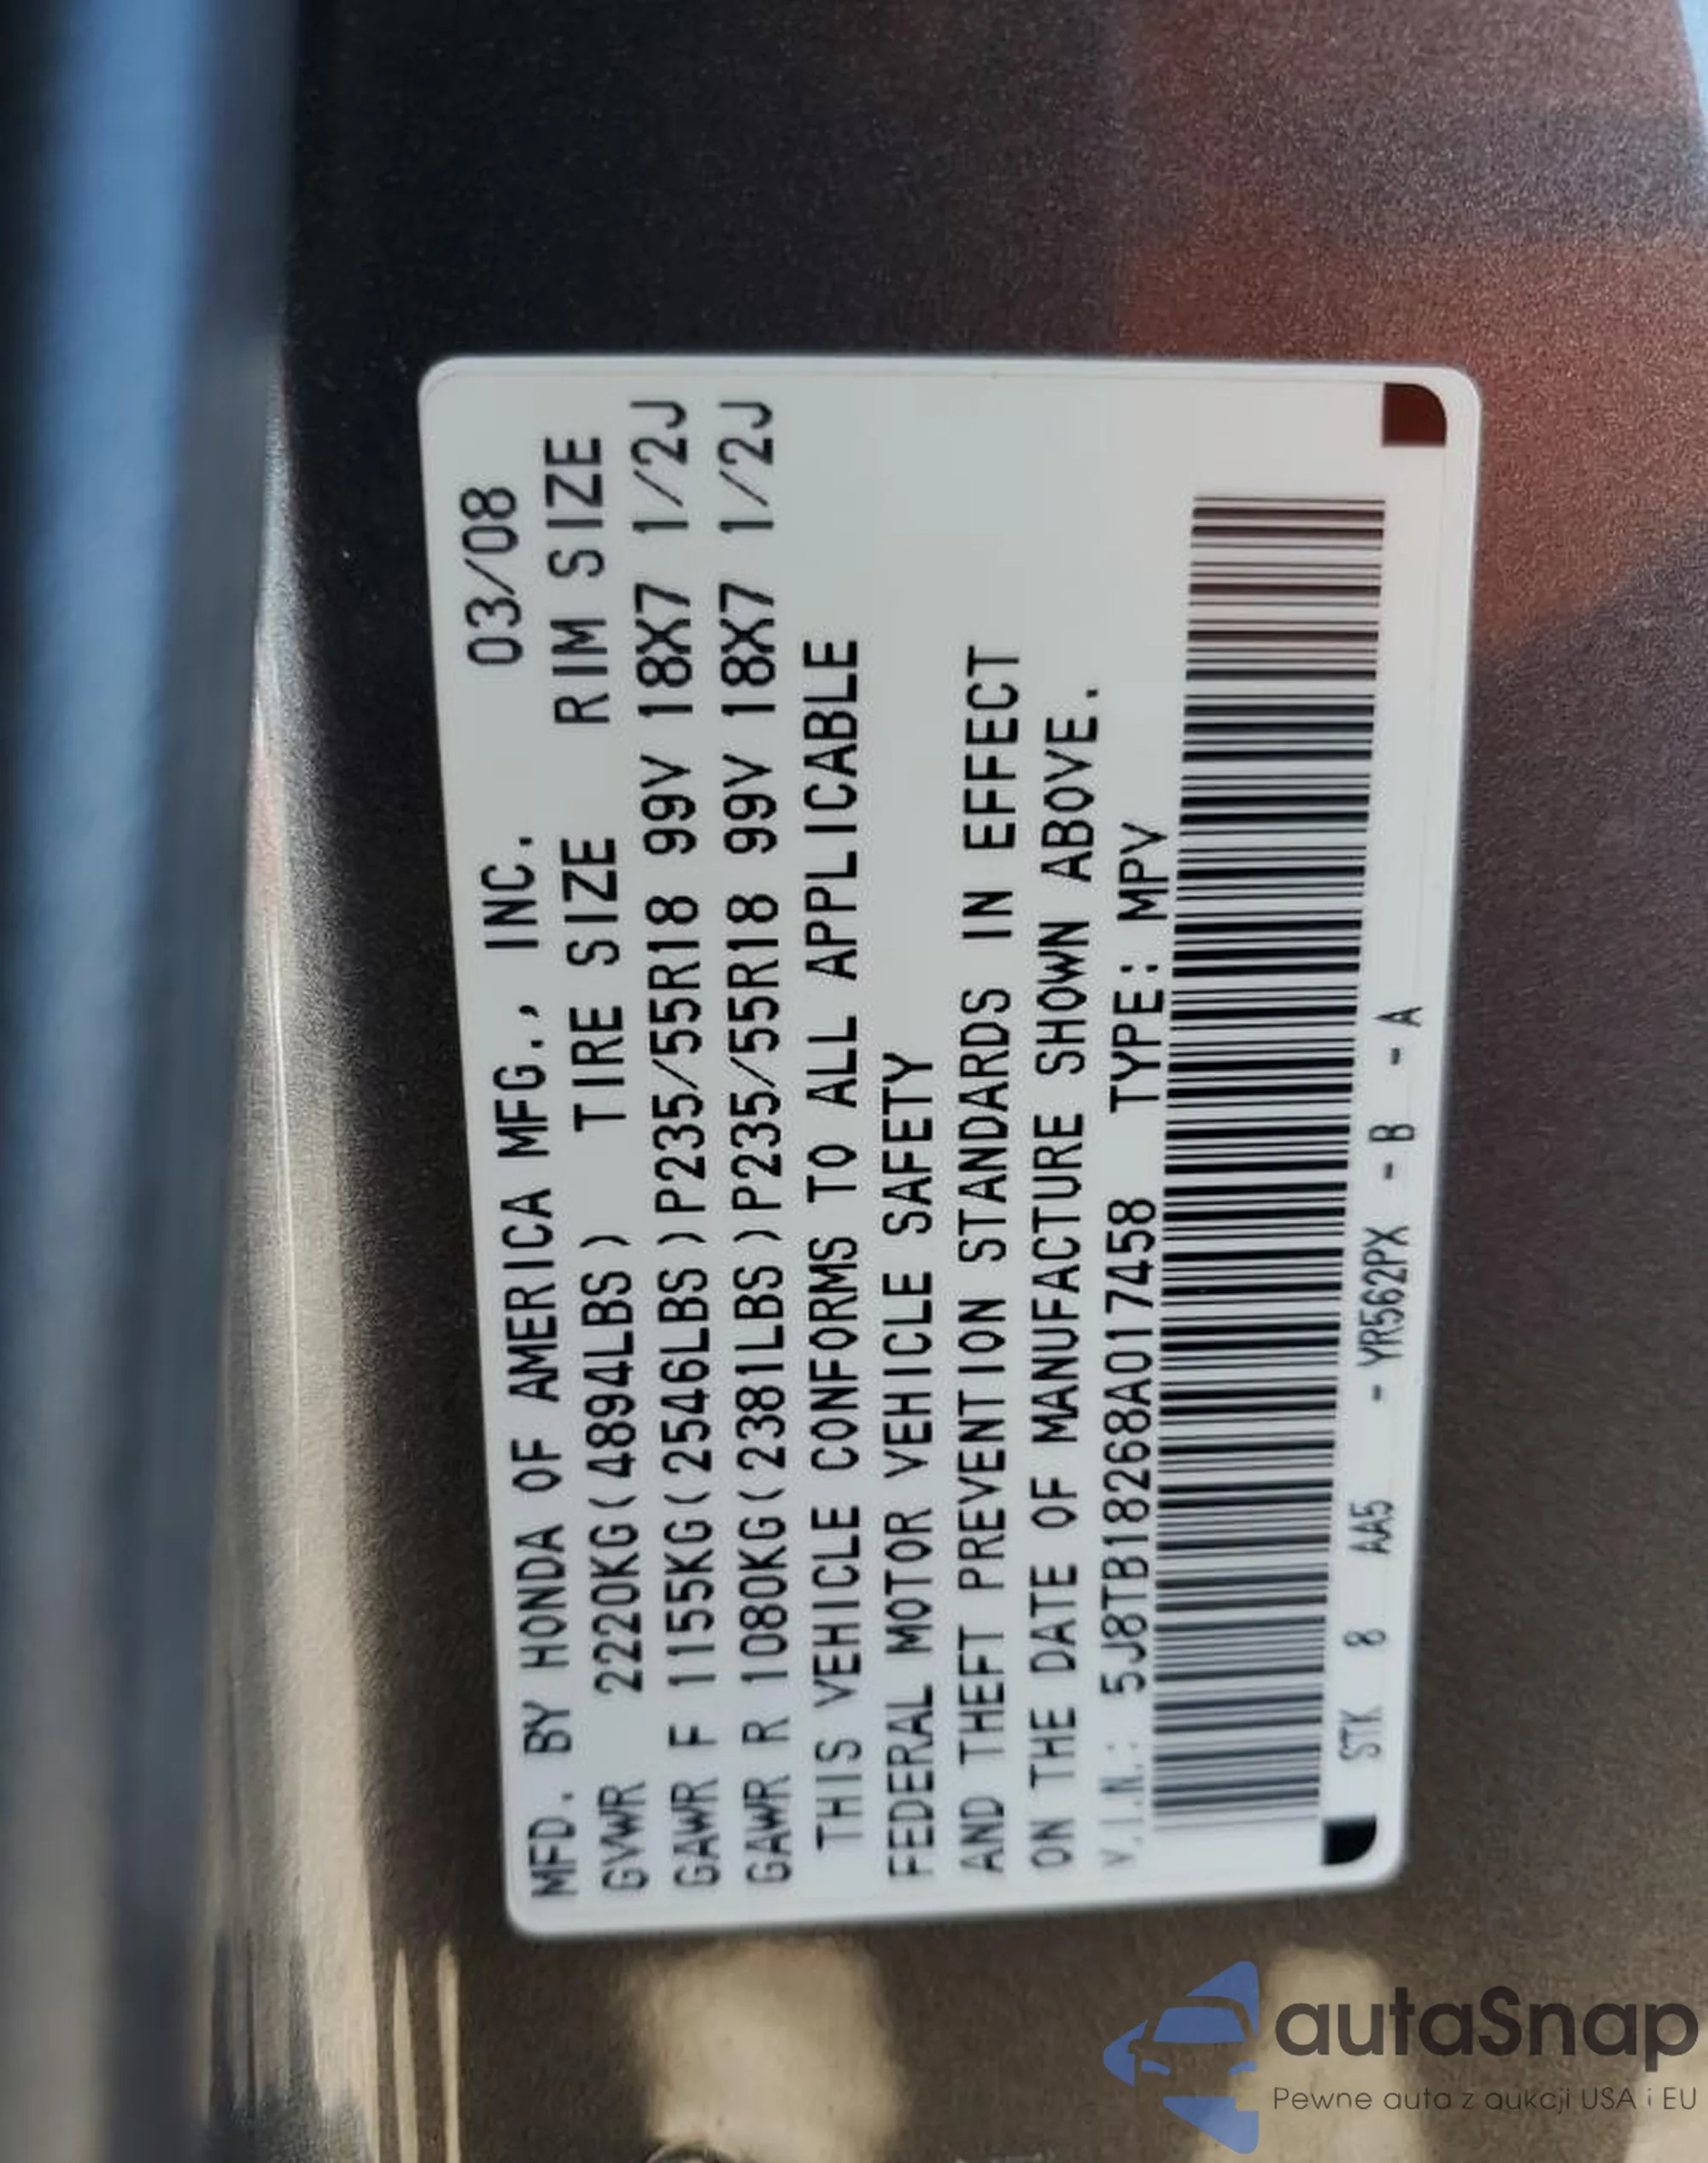 MFD. BY HONDA OF AMERICA MFG., INC. 03/08
GVWR 2220KG(4894LBS) TIRE SIZE RIM SIZE
GAWR F 1155KG(2546LBS)P235/55R18 99V 18X7 1/2J
GAWR R 1080KG(2381LBS)P235/55R18 99V 18X7 1/2J
THIS VEHICLE CONFORMS TO ALL APPLICABLE
FEDERAL MOTOR VEHICLE SAFETY
AND THEFT PREVENTION STANDARDS IN EFFECT
ON THE DATE OF MANUFACTURE SHOWN ABOVE.
V.I.N.: 5J8TB18268A017458 TYPE: MPV
STK 8 AA5 - YR562PX - B - A
autaSnap
Pewne auta z aukcji USA i EU